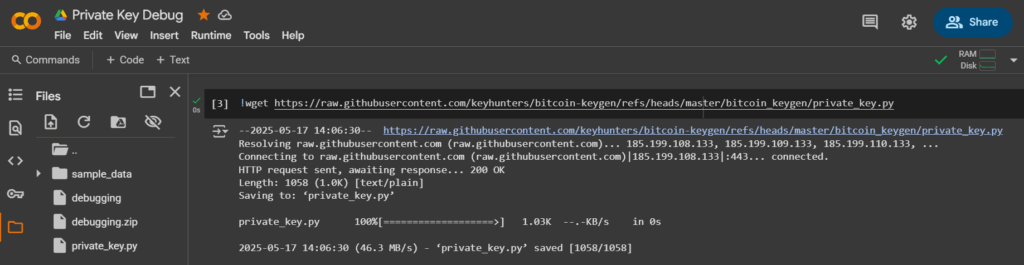 Private Key Debug
File Edit View Insert Runtime Tools Help
Share
Commands + Code + Text
RAM
Disk
Files
..
sample_data
debugging
debugging.zip
private_key.py
0s
[3] !wget https://raw.githubusercontent.com/keyhunters/bitcoin-keygen/refs/heads/master/bitcoin_keygen/private_key.py
--2025-05-17 14:06:30-- https://raw.githubusercontent.com/keyhunters/bitcoin-keygen/refs/heads/master/bitcoin_keygen/private_key.py
Resolving raw.githubusercontent.com (raw.githubusercontent.com)... 185.199.108.133, 185.199.109.133, 185.199.110.133, ...
Connecting to raw.githubusercontent.com (raw.githubusercontent.com)|185.199.108.133|:443... connected.
HTTP request sent, awaiting response... 200 OK
Length: 1058 (1.0K) [text/plain]
Saving to: ‘private_key.py’
private_key.py 100%[===================>] 1.03K --.-KB/s in 0s
2025-05-17 14:06:30 (46.3 MB/s) - ‘private_key.py’ saved [1058/1058]